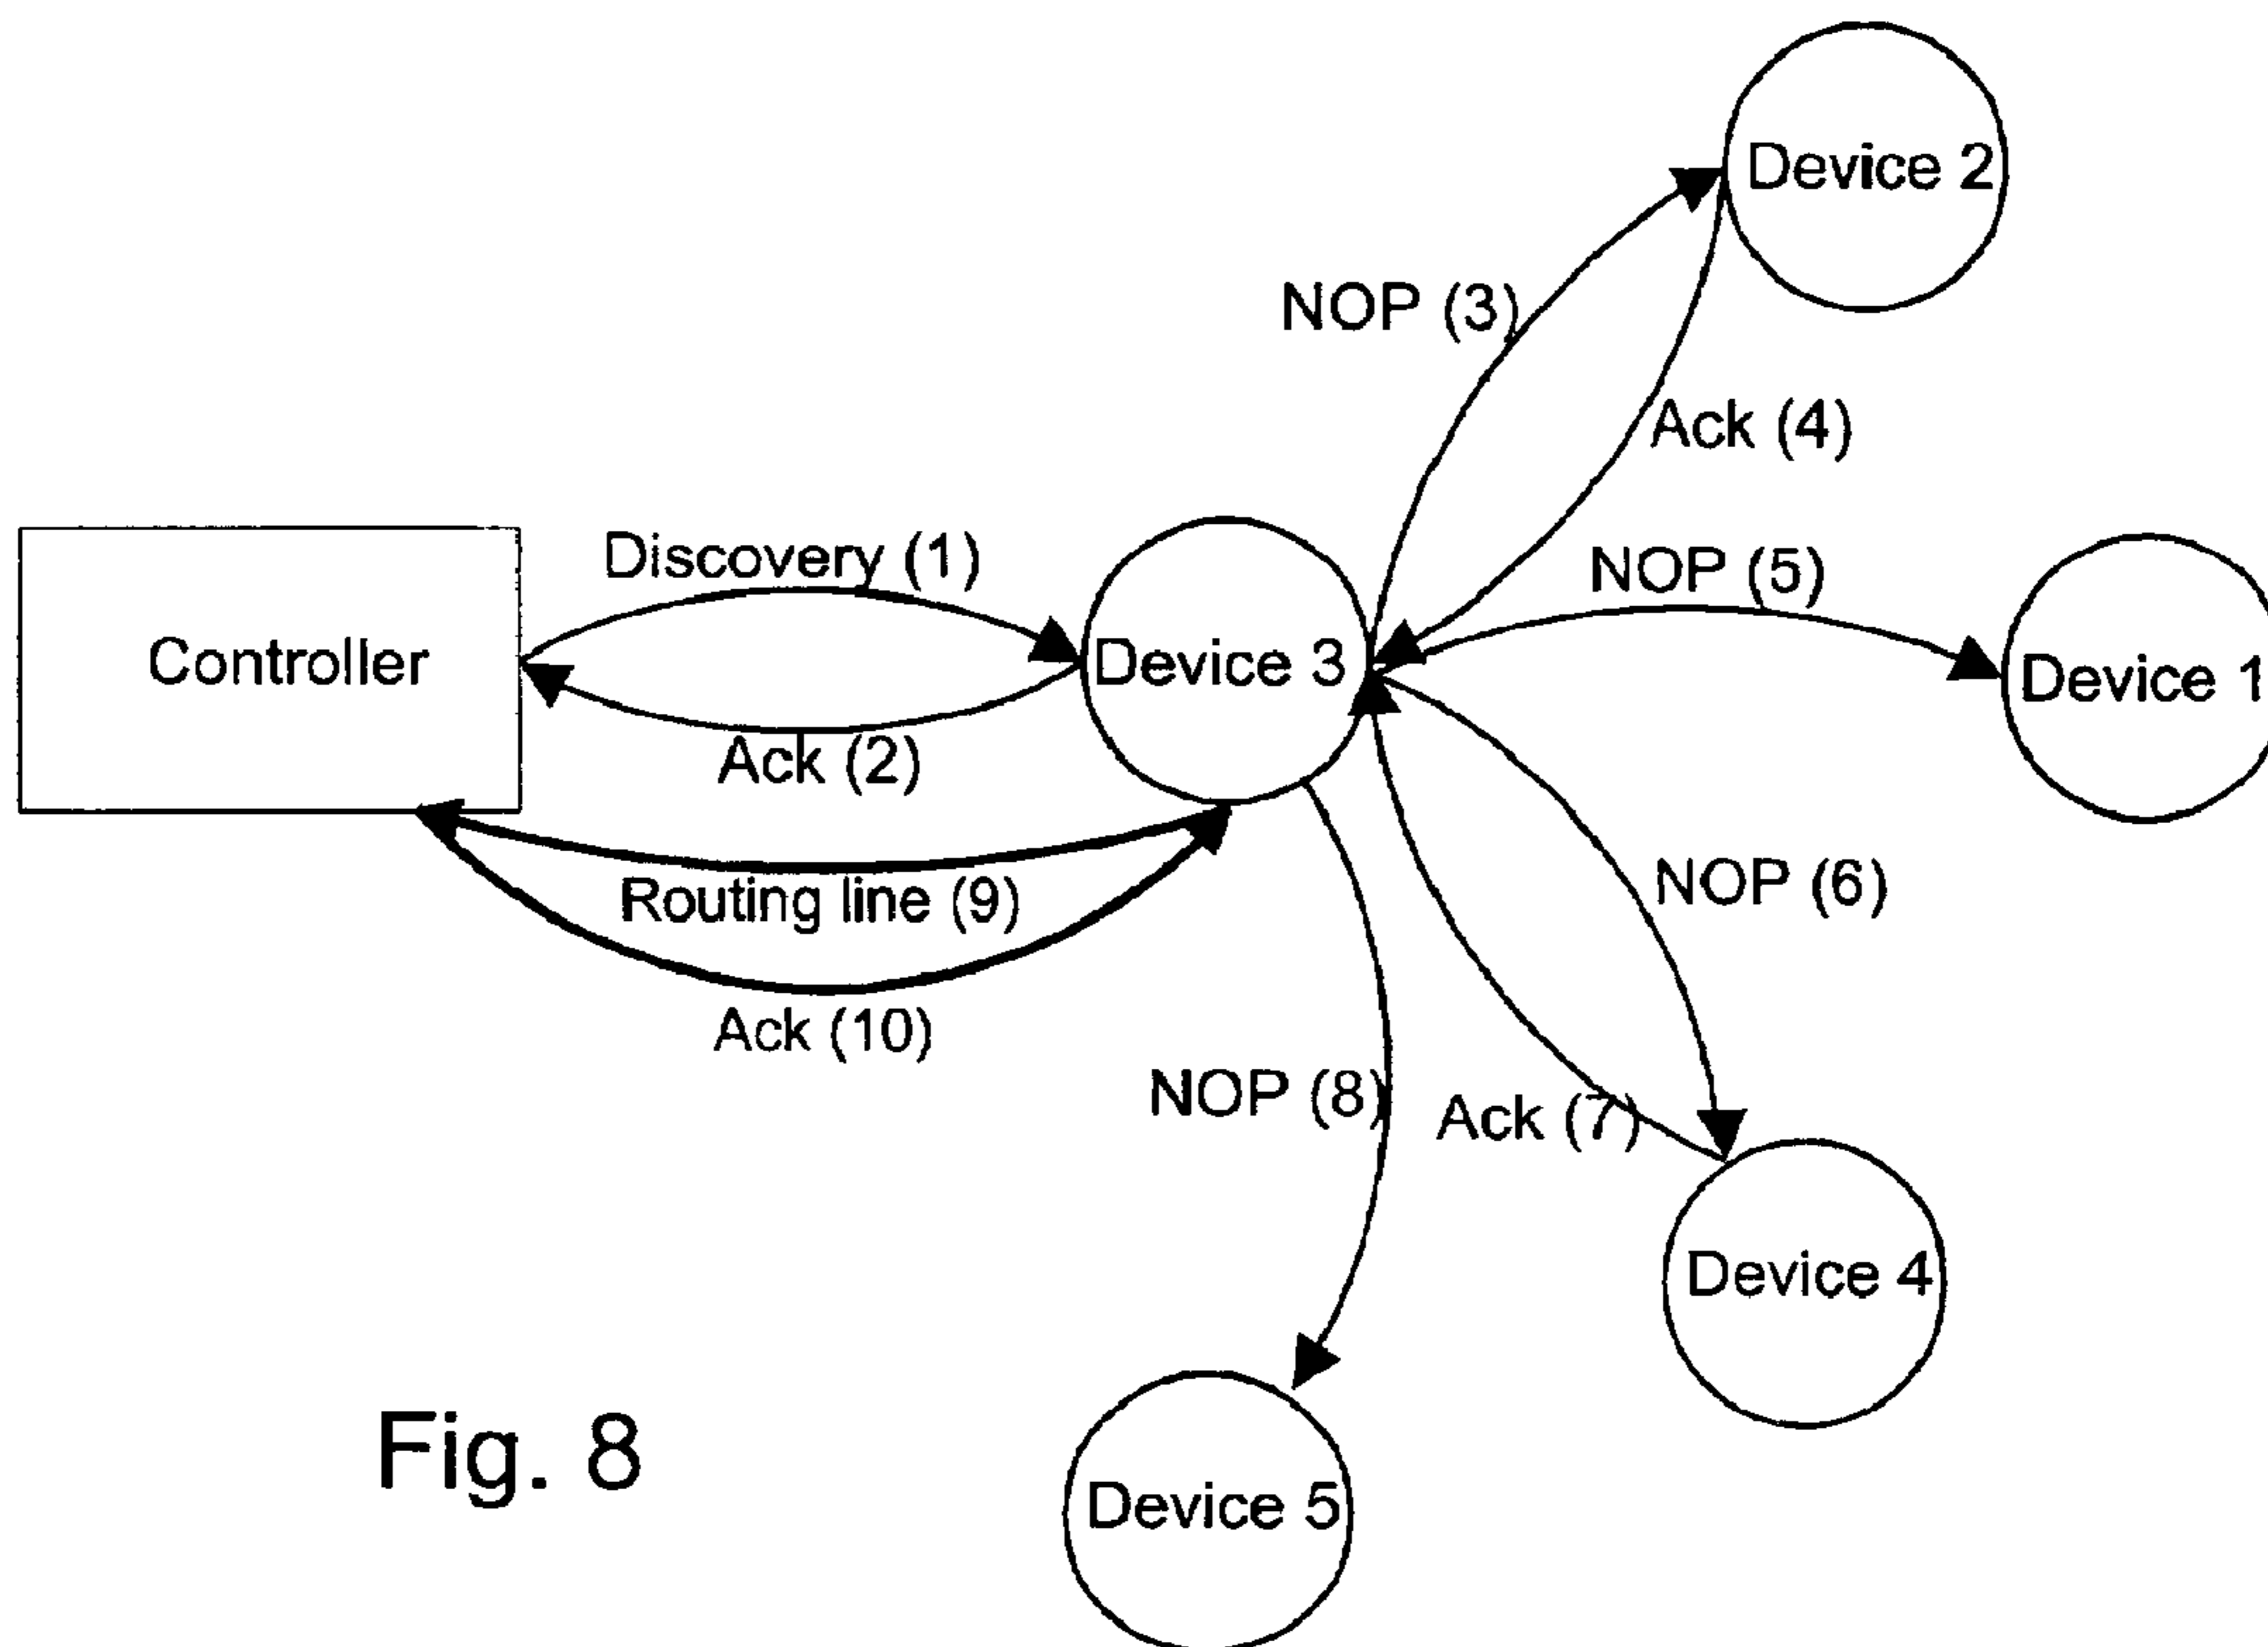 Device 2
NOP (3)
Ack (4)
Discovery (1)
NOP (5)
Controller
Device 3
Device 1
Ack (2)
Routing line (9)
NOP (6)
Ack (10)
NOP (8)
Ack (7)
Device 4
Fig. 8
Device 5